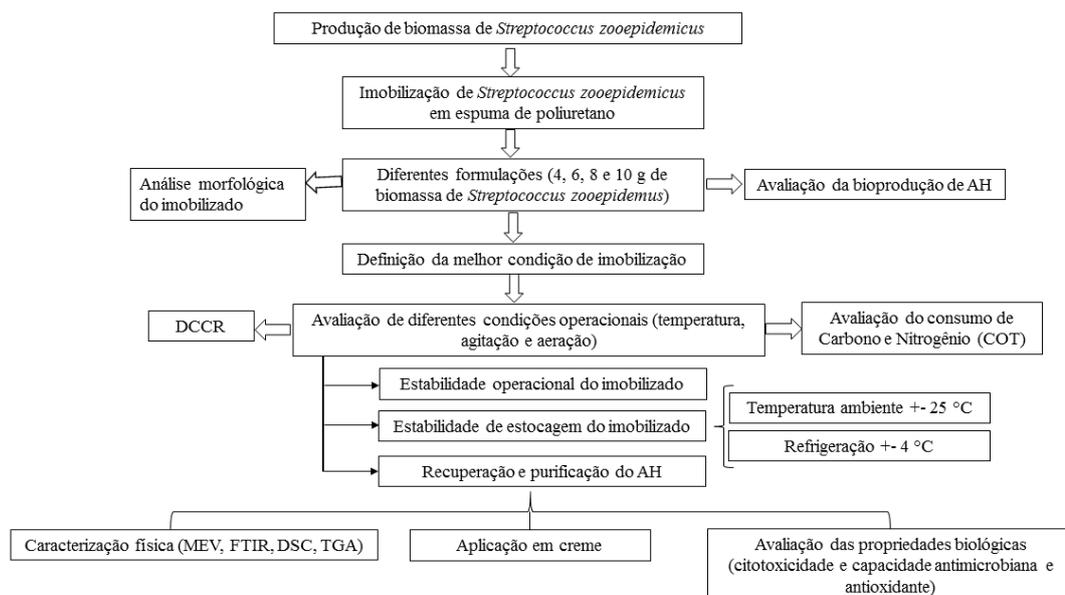 Produção de biomassa de Streptococcus zooepidemicus
Imobilização de Streptococcus zooepidemicus
em espuma de poliuretano
Análise morfológica
do imobilizado
Diferentes formulações (4, 6, 8 e 10 g de
biomassa de Streptococcus zooepidemus)
Avaliação da bioprodução de AH
Definição da melhor condição de imobilização
DCCR
Avaliação de diferentes condições operacionais (temperatura,
agitação e aeração)
Avaliação do consumo de
Carbono e Nitrogênio (COT)
Estabilidade operacional do imobilizado
Estabilidade de estocagem do imobilizado
Temperatura ambiente +- 25 °C
Refrigeração +- 4 °C
Recuperação e purificação do AH
Caracterização física (MEV, FTIR, DSC, TGA)
Aplicação em creme
Avaliação das propriedades biológicas
(citotoxicidade e capacidade antimicrobiana e
antioxidante)